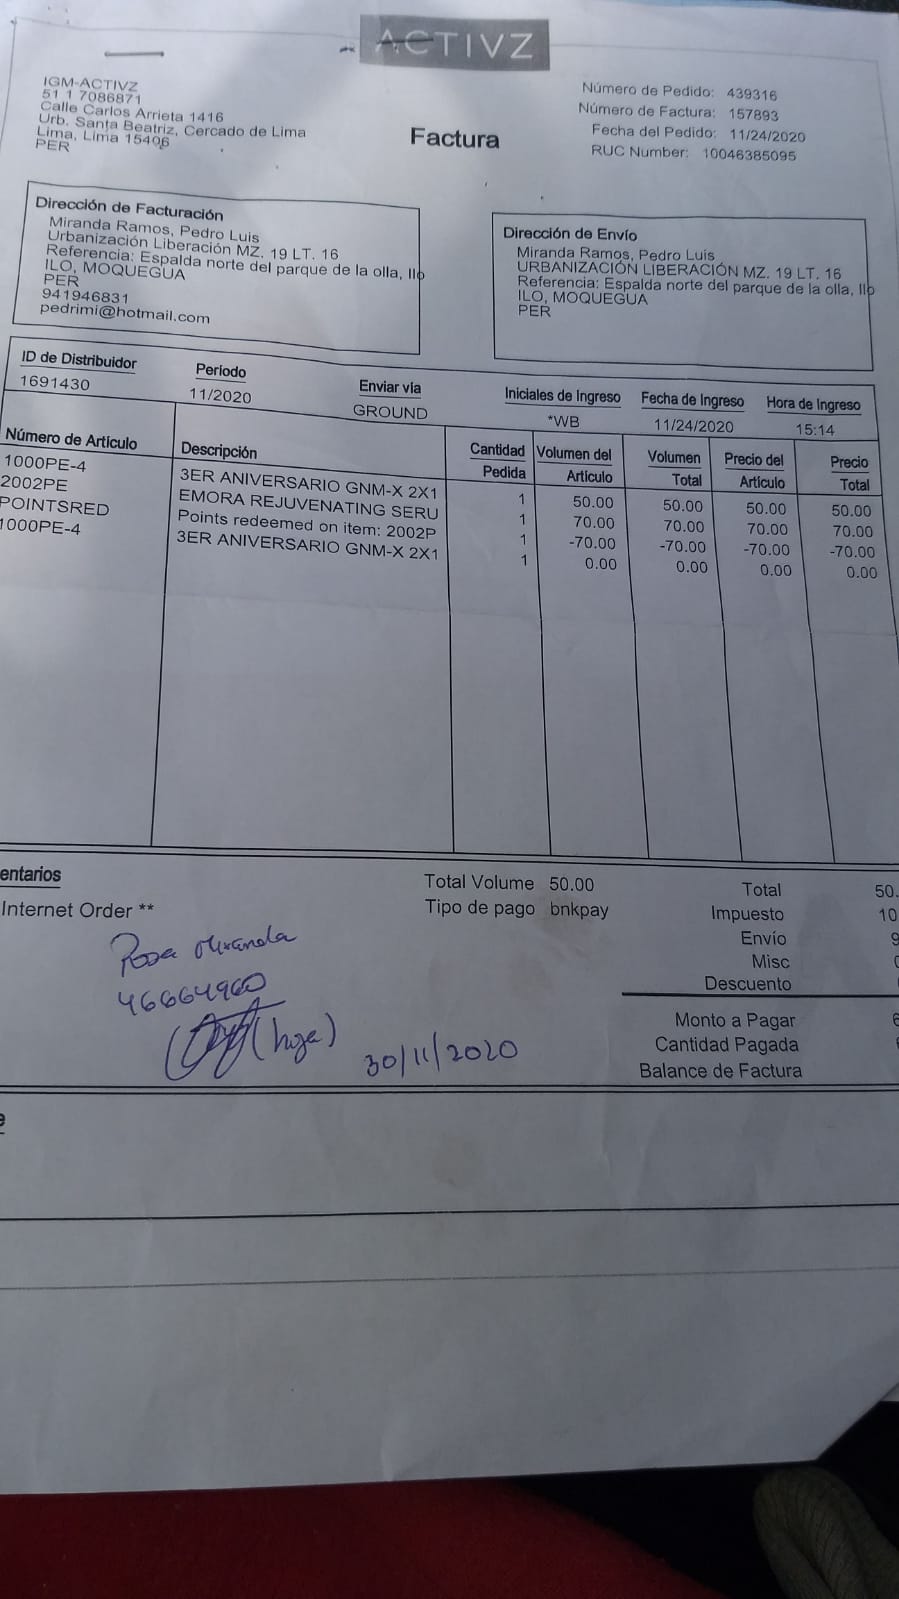 ACTIVZ
IGM-ACTIVZ
51 1 7086871
Calle Carlos Arrieta 1416
Urb. Santa Beatriz, Cercado de Lima
Lima, Lima 15406
PER
Factura
Número de Pedido: 439316
Número de Factura: 157893
Fecha del Pedido: 11/24/2020
RUC Number: 10046385095
Dirección de Facturación
Miranda Ramos, Pedro Luis
Urbanización Liberación MZ. 19 LT. 16
Referencia: Espalda norte del parque de la olla, Ilo
ILO, MOQUEGUA
PER
941946831
pedrimi@hotmail.com
Dirección de Envío
Miranda Ramos, Pedro Luis
URBANIZACIÓN LIBERACIÓN MZ. 19 LT. 16
Referencia: Espalda norte del parque de la olla, Ilo
ILO, MOQUEGUA
PER
ID de Distribuidor Período Enviar vía Iniciales de Ingreso Fecha de Ingreso Hora de Ingreso
1691430 11/2020 GROUND *WB 11/24/2020 15:14
Número de Artículo Descripción Cantidad Pedida Volumen del Artículo Volumen Total Precio del Artículo Precio Total
1000PE-4 3ER ANIVERSARIO GNM-X 2X1 1 50.00 50.00 50.00 50.00
2002PE EMORA REJUVENATING SERU 1 70.00 70.00 70.00 70.00
POINTSRED Points redeemed on item: 2002P 1 -70.00 -70.00 -70.00 -70.00
1000PE-4 3ER ANIVERSARIO GNM-X 2X1 1 0.00 0.00 0.00 0.00
entarios
Internet Order **
Total Volume 50.00
Tipo de pago bnkpay
Total 50.
Impuesto 10
Envío 9
Misc
Descuento
Monto a Pagar 6
Cantidad Pagada
Balance de Factura
Rosa Miranda
46664960
(hija)
30/11/2020